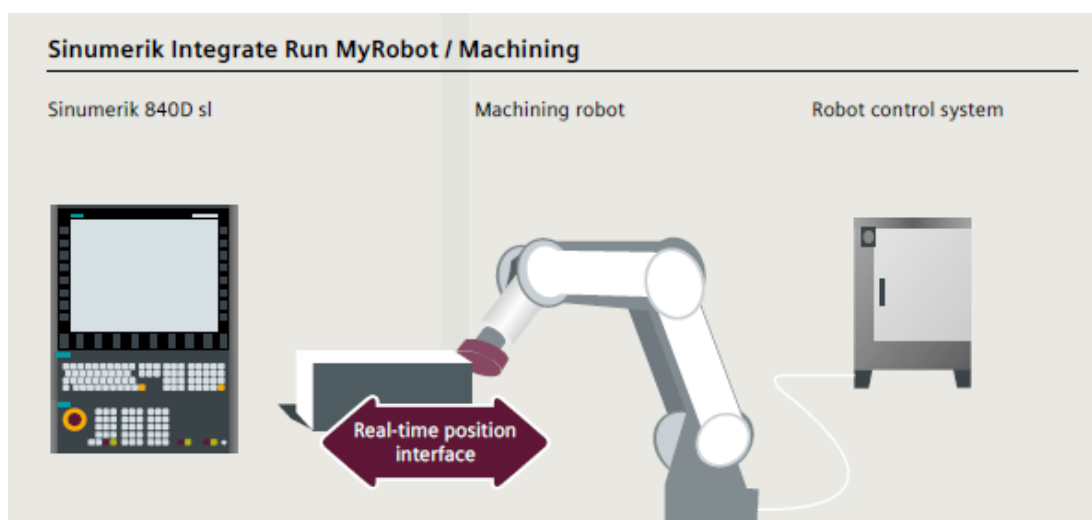 Sinumerik Integrate Run MyRobot / Machining
Sinumerik 840D sl
Machining robot
Robot control system
Real-time position
interface